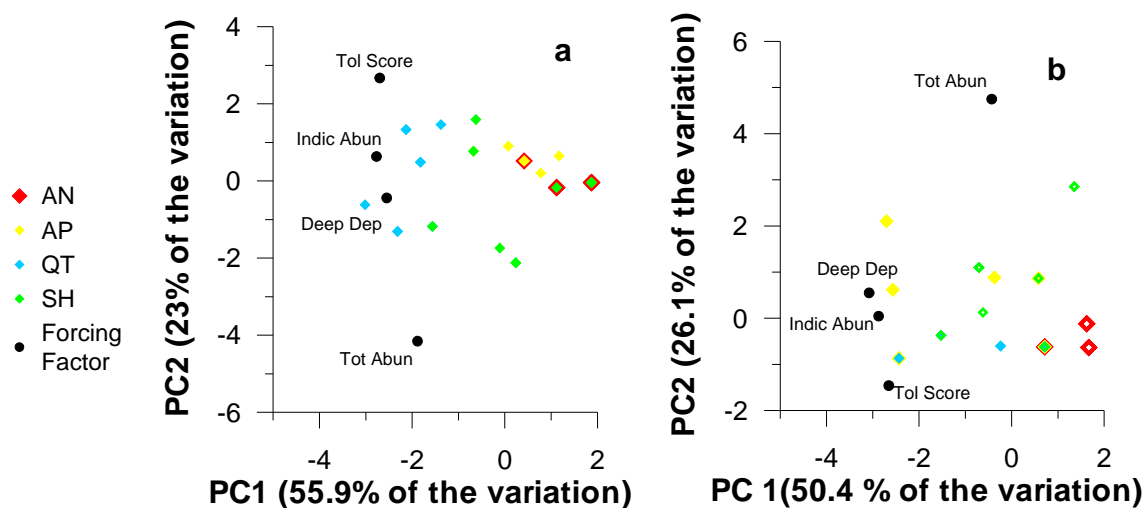 AN
AP
QT
SH
Forcing
Factor
PC2 (23% of the variation)
4
2
0
-2
-4
-6
a
Tol Score
Indic Abun
Deep Dep
Tot Abun
-4
-2
0
2
PC1 (55.9% of the variation)
PC2 (26.1% of the variation)
6
4
2
0
-2
b
Tot Abun
Deep Dep
Indic Abun
Tol Score
-4
-2
0
2
PC 1(50.4 % of the variation)